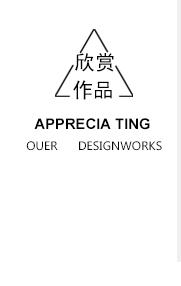 欣赏
作品
APPRECIA TING
OUER DESIGNWORKS